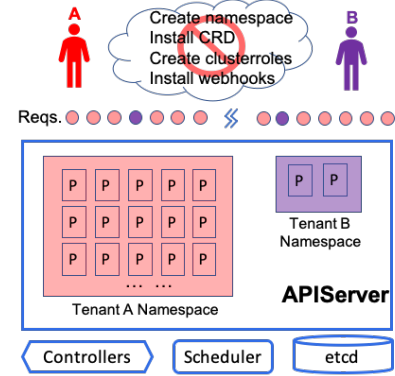 A
B
Create namespace
Install CRD
Create clusterroles
Install webhooks
Reqs.
P P P P P P P
P P P P P
P P P P P
... ...
Tenant B
Namespace
Tenant A Namespace
APIServer
Controllers
Scheduler
etcd